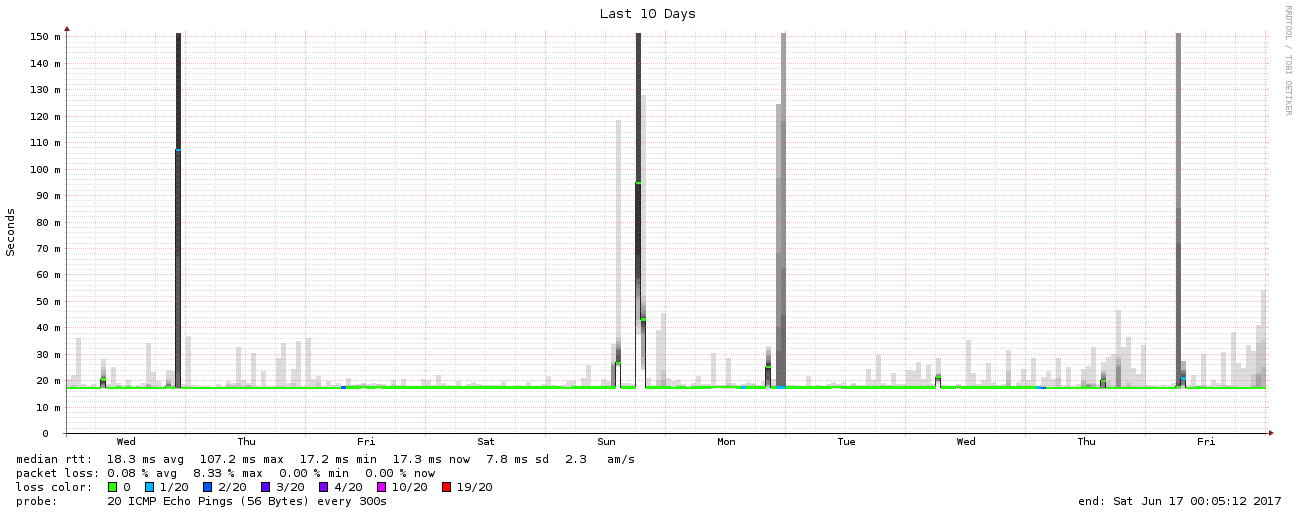 Last 10 Days
RRDTOOL / TOBI OETIKER
Seconds
150 m
140 m
130 m
120 m
110 m
100 m
90 m
80 m
70 m
60 m
50 m
40 m
30 m
20 m
10 m
0
Wed Thu Fri Sat Sun Mon Tue Wed Thu Fri
median rtt: 18.3 ms avg 107.2 ms max 17.2 ms min 17.3 ms now 7.8 ms sd 2.3 am/s
packet loss: 0.08 % avg 8.33 % max 0.00 % min 0.00 % now
loss color: 0 1/20 2/20 3/20 4/20 10/20 19/20
probe: 20 ICMP Echo Pings (56 Bytes) every 300s end: Sat Jun 17 00:05:12 2017